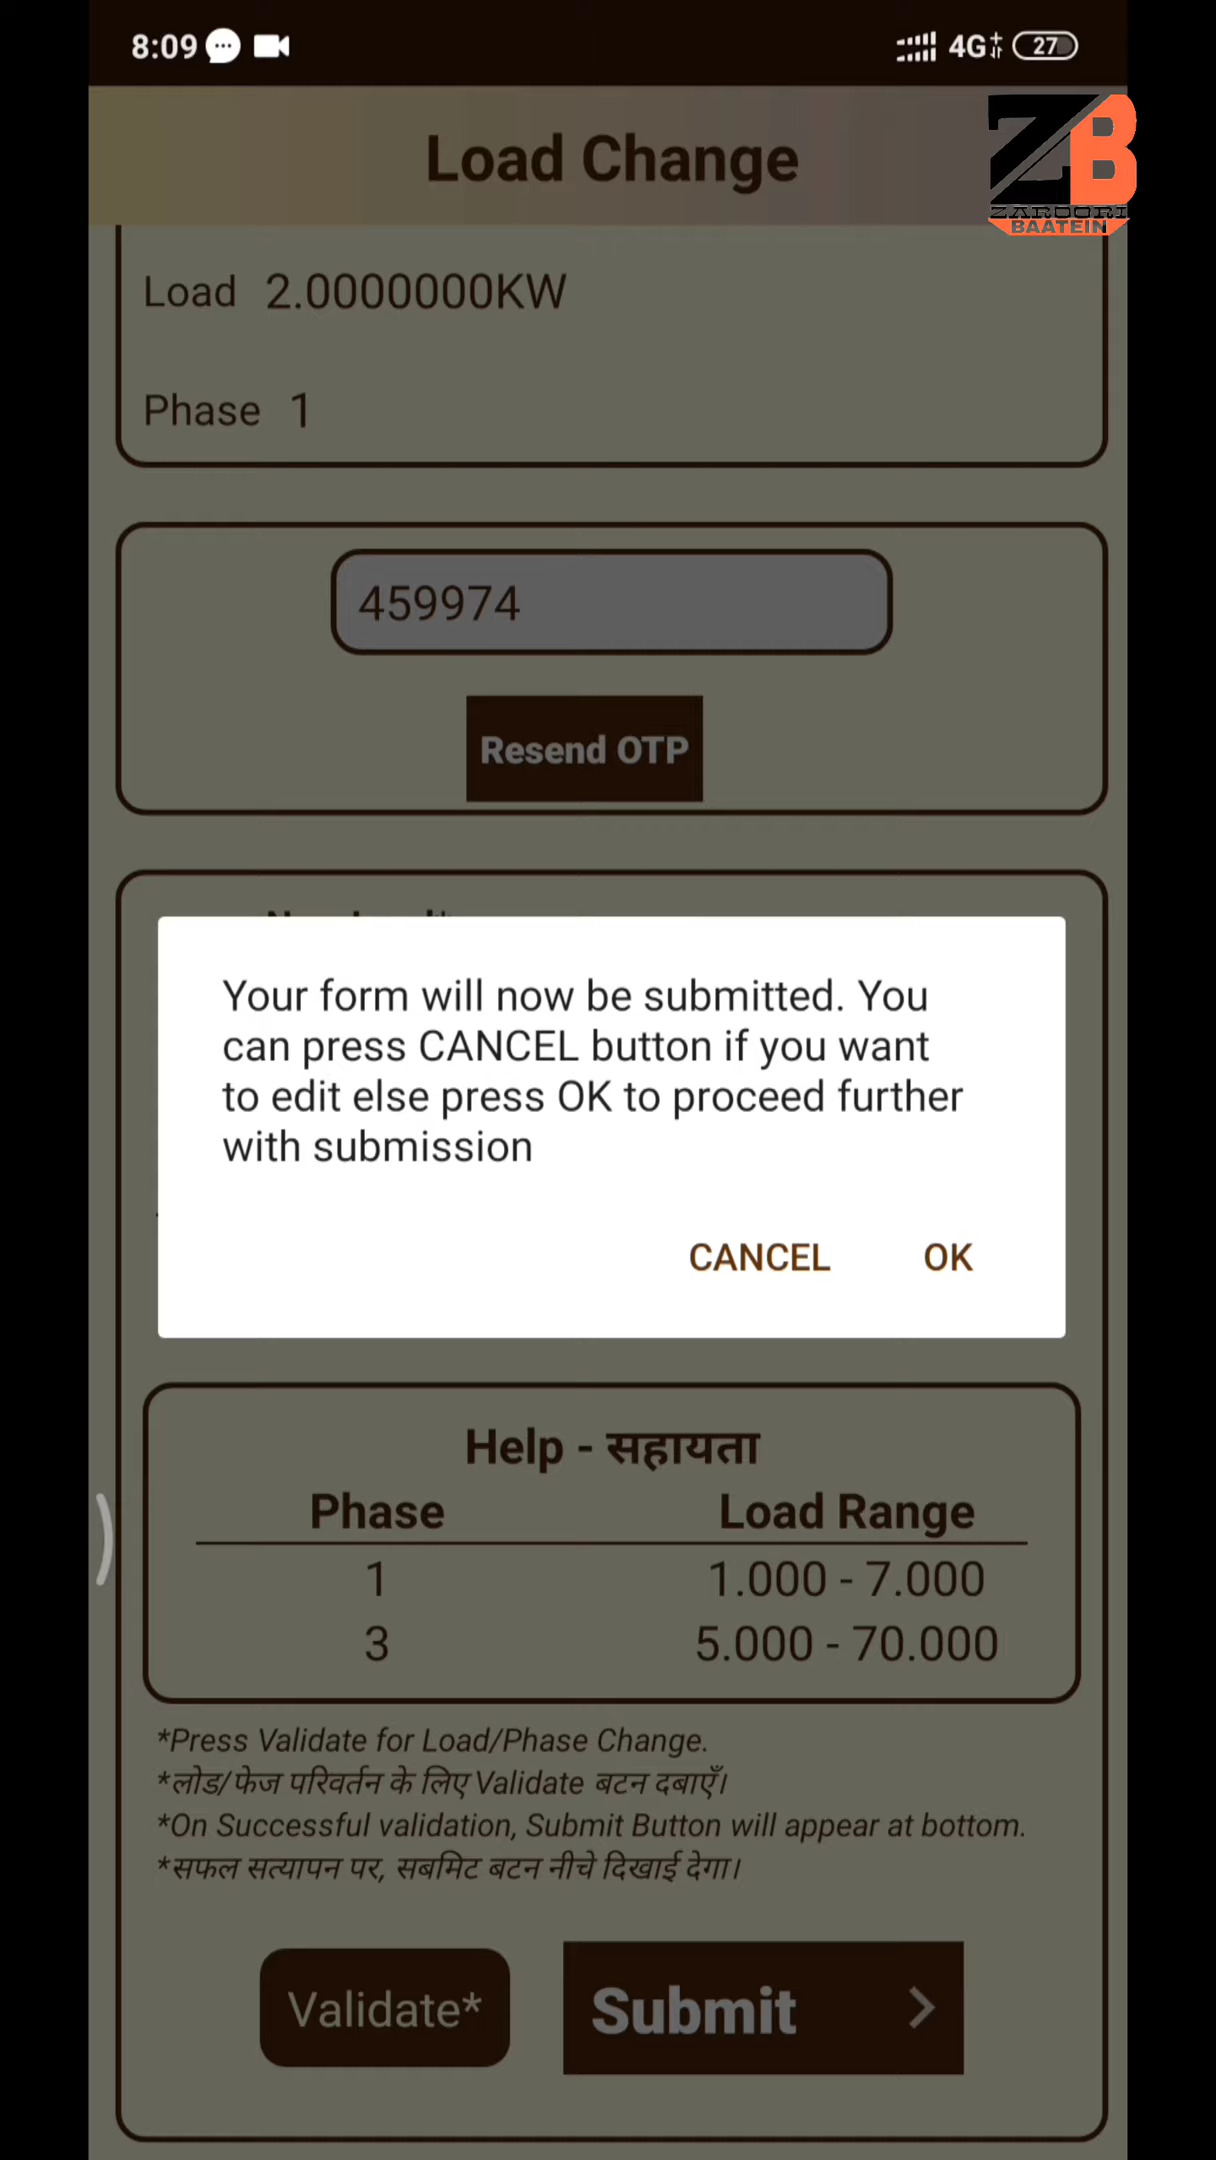 8:09
4G+
27
Load Change
ZB
ZAROORI
BAATEIN
Load 2.0000000KW
Phase 1
459974
Resend OTP
Your form will now be submitted. You
can press CANCEL button if you want
to edit else press OK to proceed further
with submission
CANCEL OK
Help - सहायता
Phase Load Range
1 1.000 - 7.000
3 5.000 - 70.000
*Press Validate for Load/Phase Change.
*लोड/फेज परिवर्तन के लिए Validate बटन दबाएँ।
*On Successful validation, Submit Button will appear at bottom.
*सफल सत्यापन पर, सबमिट बटन नीचे दिखाई देगा।
Validate* Submit